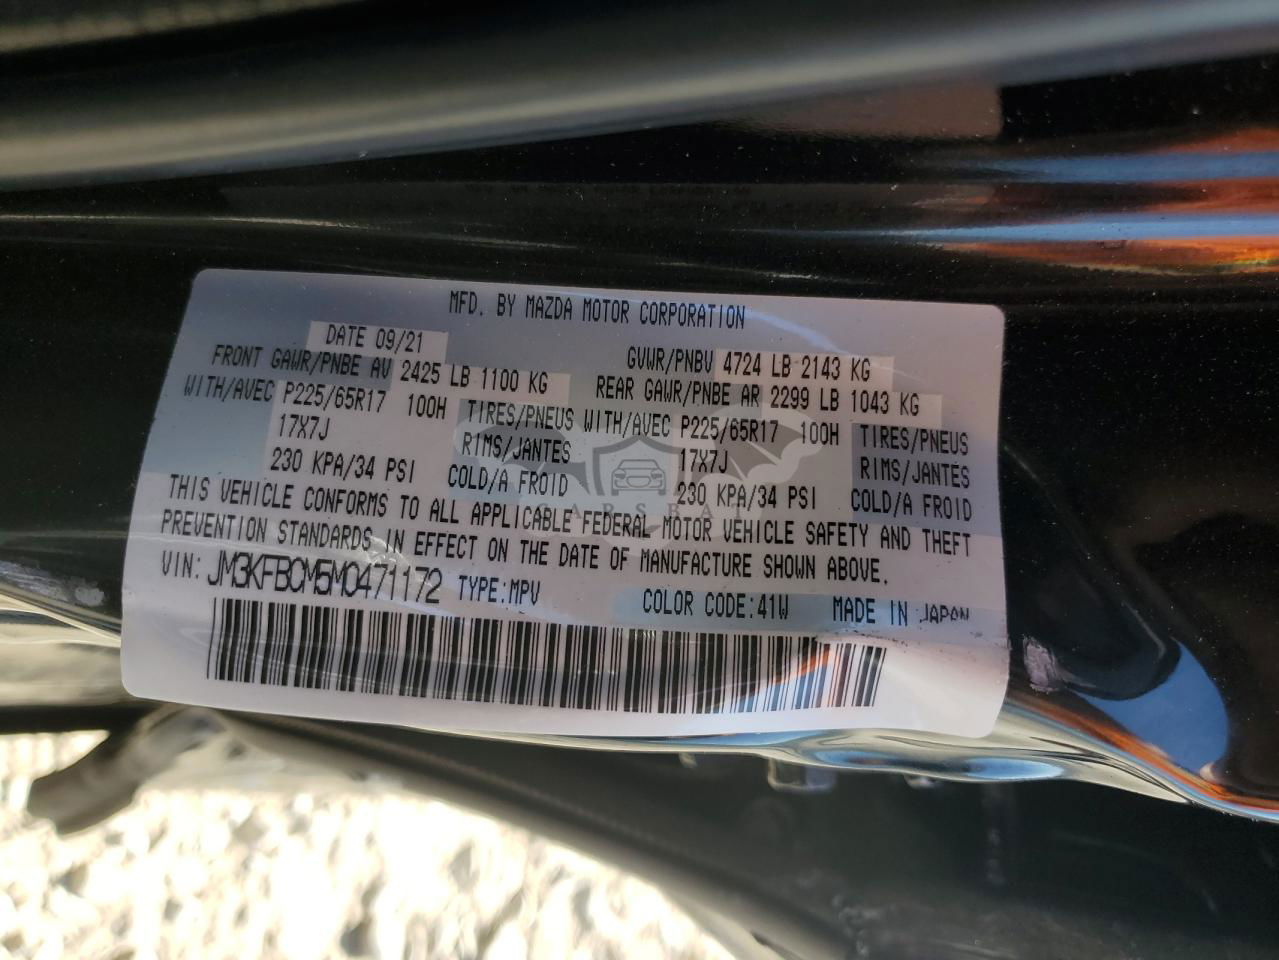 MFD. BY MAZDA MOTOR CORPORATION
DATE 09/21 GVWR/PNBV 4724 LB 2143 KG
FRONT GAWR/PNBE AV 2425 LB 1100 KG REAR GAWR/PNBE AR 2299 LB 1043 KG
WITH/AVEC P225/65R17 100H TIRES/PNEUS WITH/AVEC P225/65R17 100H TIRES/PNEUS
17X7J RIMS/JANTES 17X7J RIMS/JANTES
230 KPA/34 PSI COLD/A FROID 230 KPA/34 PSI COLD/A FROID
CARSBAT
THIS VEHICLE CONFORMS TO ALL APPLICABLE FEDERAL MOTOR VEHICLE SAFETY AND THEFT
PREVENTION STANDARDS IN EFFECT ON THE DATE OF MANUFACTURE SHOWN ABOVE.
VIN: JM3KFBCM5M0471172 TYPE:MPV COLOR CODE:41W MADE IN JAPAN